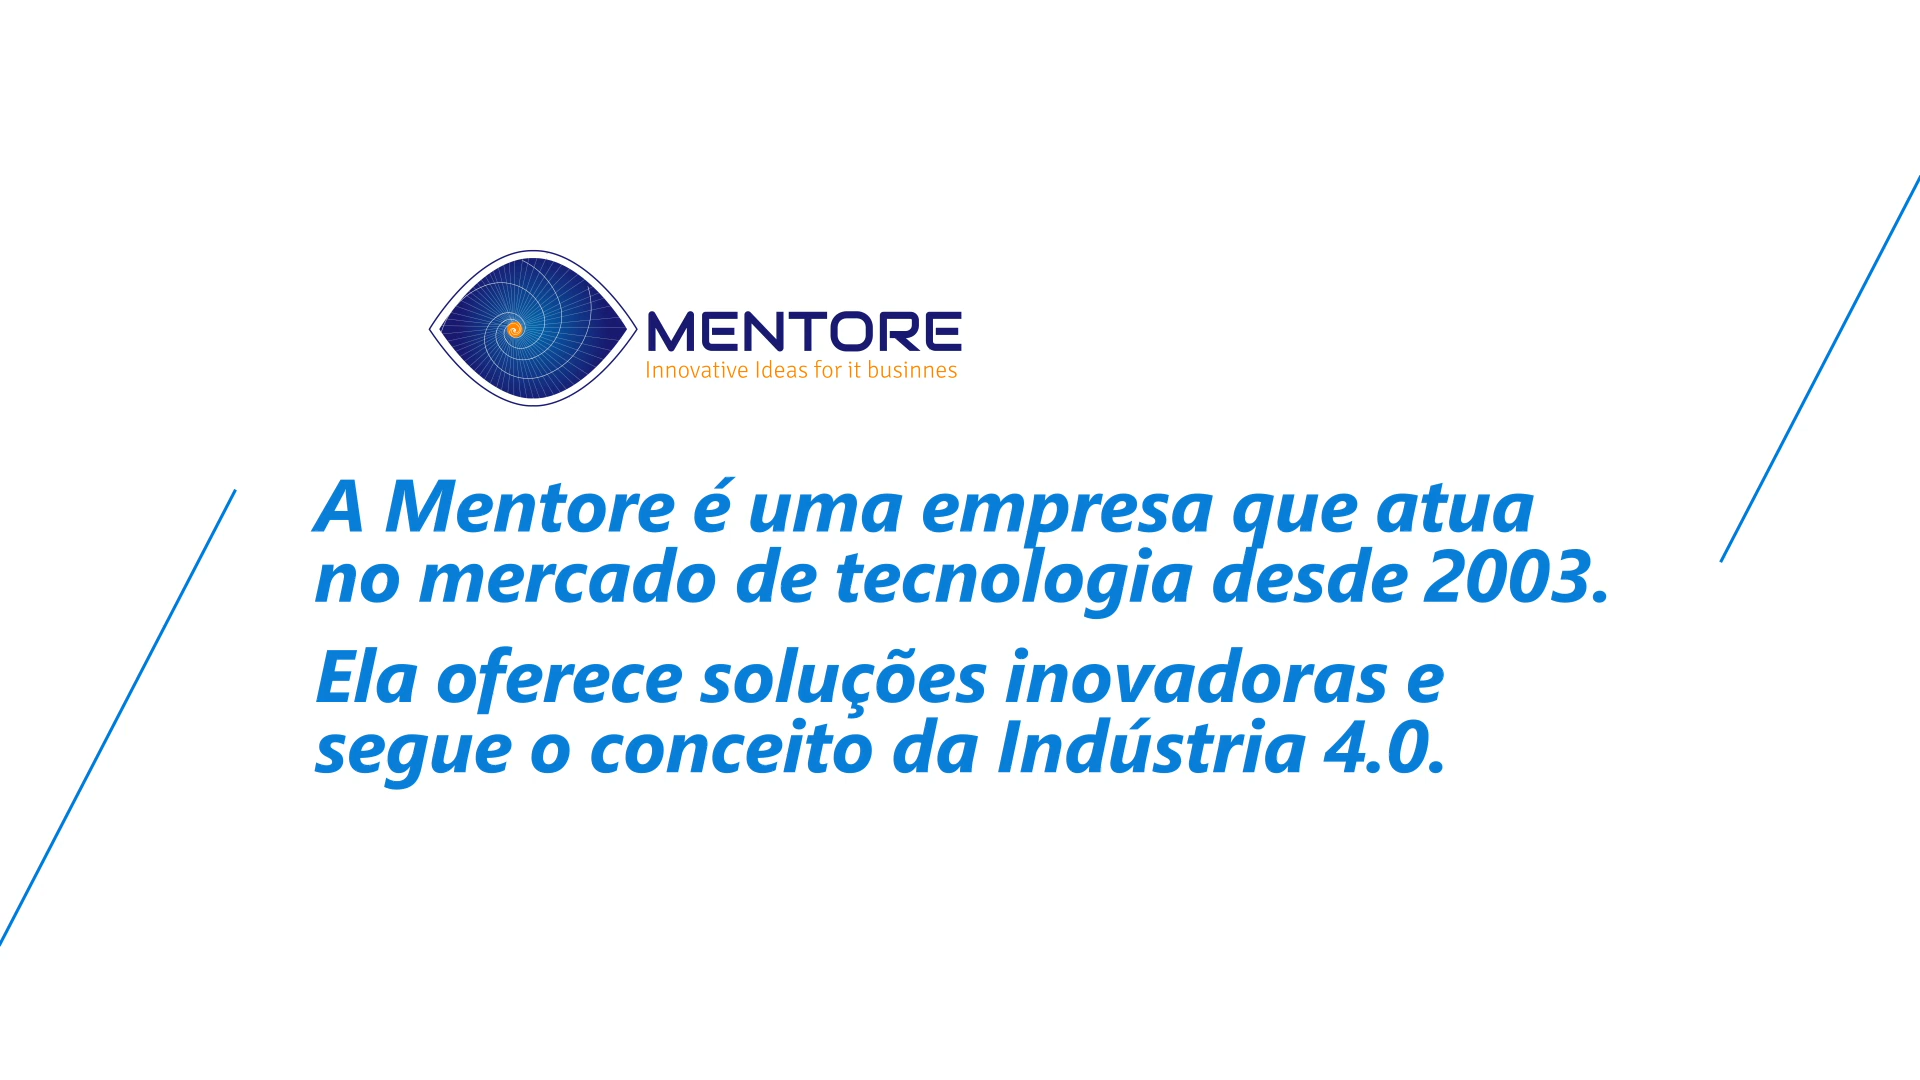 MENTORE
Innovative Ideas for it businnes
A Mentore é uma empresa que atua
no mercado de tecnologia desde 2003.
Ela oferece soluções inovadoras e
segue o conceito da Indústria 4.0.